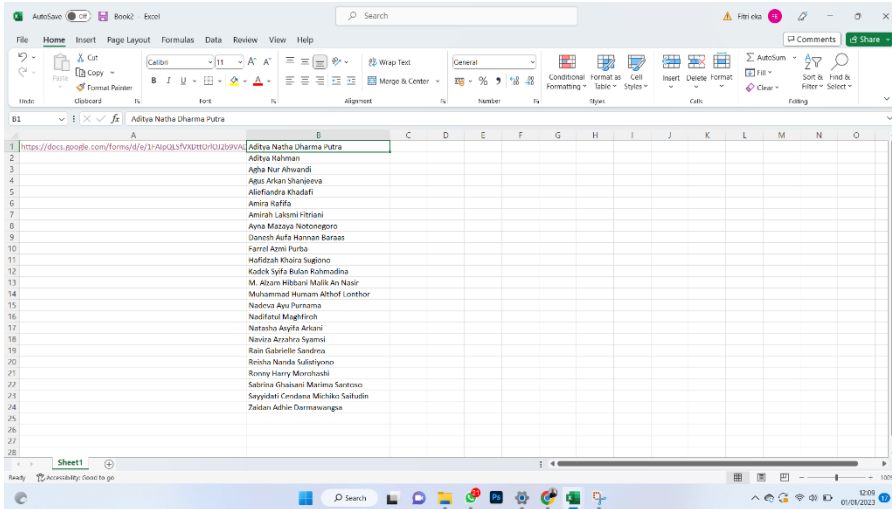 AutoSave Off Book2 - Excel Search Fitri eka FE
File Home Insert Page Layout Formulas Data Review View Help Comments Share
Paste Cut Copy Format Painter Calibri 11 A^ A˅ Wrap Text General Conditional Formatting Format as Table Cell Styles Insert Delete Format AutoSum Fill Clear Sort & Filter Find & Select
B I U A Merge & Center % 9
Undo Clipboard Font Alignment Number Styles Cells Editing
B1 fx Aditya Natha Dharma Putra
A B C D E F G H I J K L M N O
1 Aditya Natha Dharma Putra
2 Aditya Rahman
3 Agha Nur Ahwandi
4 Agus Arkan Shanjeeva
5 Aliefiandra Khadafi
6 Amira Rafifa
7 Amirah Laksmi Fitriani
8 Ayna Mazaya Notonegoro
9 Danesh Aufa Hannan Baraas
10 Farrel Azmi Purba
11 Hafidzah Khaira Sugiono
12 Kadek Syifa Bulan Rahmadina
13 M. Alzam Hibbani Malik An Nasir
14 Muhammad Humam Althof Lonthor
15 Nadeva Ayu Purnama
16 Nadifatul Maghfiroh
17 Natasha Asyifa Arkani
18 Naviza Azzahra Syamsi
19 Rain Gabrielle Sandrea
20 Reisha Nanda Sulistiyono
21 Ronny Harry Morohashi
22 Sabrina Ghaisani Marima Santoso
23 Sayyidati Cendana Michiko Saifudin
24 Zaidan Adhie Darmawangsa
25
26
27
28
Sheet1
Ready Accessibility: Good to go
Search 12:09
01/01/2023 17